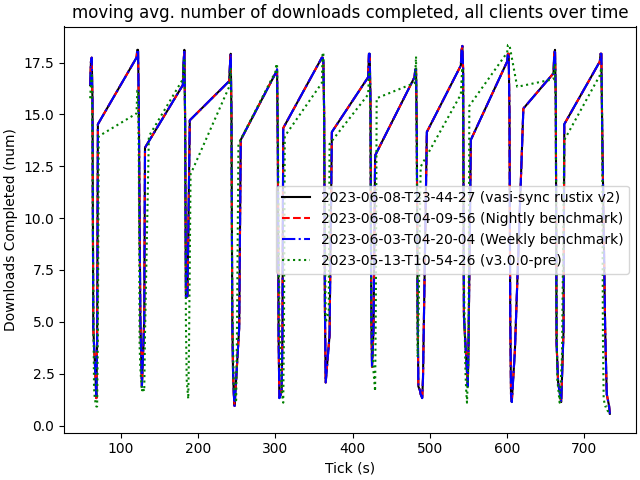 moving avg. number of downloads completed, all clients over time
Downloads Completed (num)
17.5
15.0
12.5
10.0
7.5
5.0
2.5
0.0
2023-06-08-T23-44-27 (vasi-sync rustix v2)
2023-06-08-T04-09-56 (Nightly benchmark)
2023-06-03-T04-20-04 (Weekly benchmark)
2023-05-13-T10-54-26 (v3.0.0-pre)
100 200 300 400 500 600 700
Tick (s)